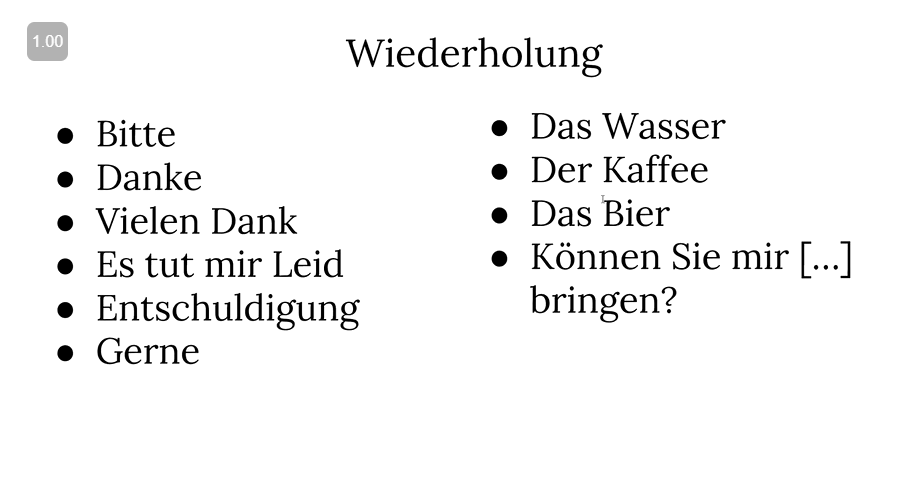 1.00
Wiederholung
● Bitte
● Danke
● Vielen Dank
● Es tut mir Leid
● Entschuldigung
● Gerne
● Das Wasser
● Der Kaffee
● Das Bier
● Können Sie mir [...]
bringen?